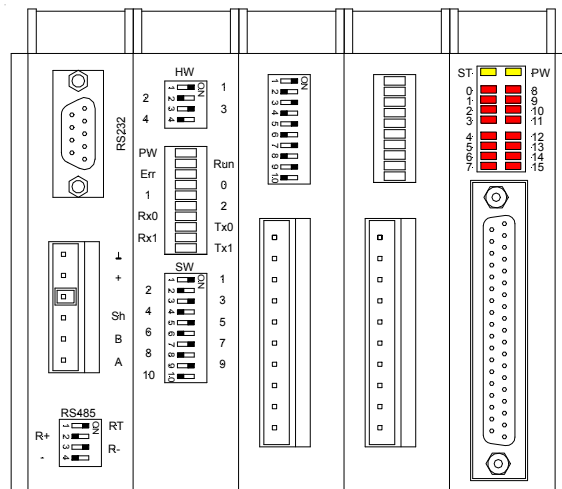 RS232
⊥
+
Sh
B
A
RS485
1 ON RT
R+ 2
3 R-
- 4
HW
1 ON 1
2 2
3 3
4 4
PW
Run
Err
0
1
2
Rx0
Tx0
Rx1
Tx1
SW
1 ON 1
2 2
3 3
4 4
5 5
6 6
7 7
8 8
9 9
10 10
1 ON
2
3
4
5
6
7
8
9
10
ST PW
0 8
1 9
2 10
3 11
4 12
5 13
6 14
7 15